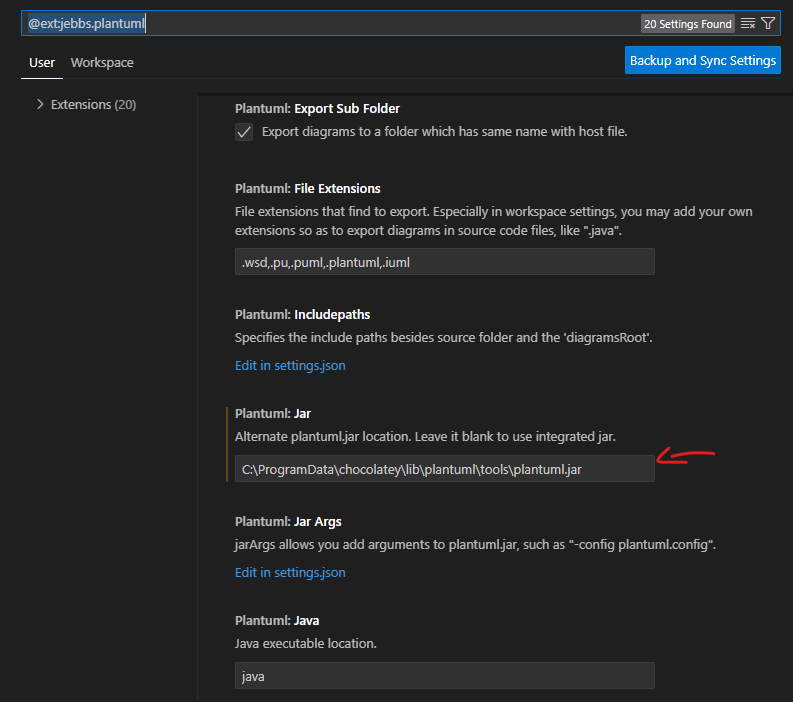 @ext:jebbs.plantuml
20 Settings Found
User Workspace
Backup and Sync Settings
Extensions (20)
Plantuml: Export Sub Folder
Export diagrams to a folder which has same name with host file.
Plantuml: File Extensions
File extensions that find to export. Especially in workspace settings, you may add your own
extensions so as to export diagrams in source code files, like ".java".
.wsd,.pu,.puml,.plantuml,.iuml
Plantuml: Includepaths
Specifies the include paths besides source folder and the 'diagramsRoot'.
Edit in settings.json
Plantuml: Jar
Alternate plantuml.jar location. Leave it blank to use integrated jar.
C:\ProgramData\chocolatey\lib\plantuml\tools\plantuml.jar
Plantuml: Jar Args
jarArgs allows you add arguments to plantuml.jar, such as "-config plantuml.config".
Edit in settings.json
Plantuml: Java
Java executable location.
java